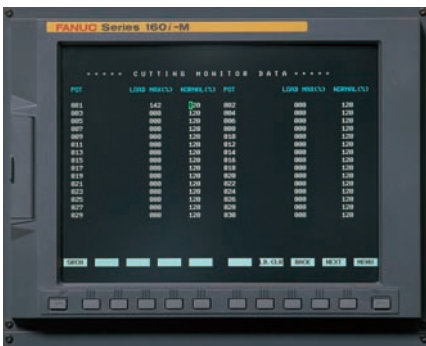 FANUC Series 160i-M
***** CUTTING MONITOR DATA *****
POT LOAD MAX(%) NORMAL(%) POT LOAD MAX(%) NORMAL(%)
001 142 120 002 000 120
003 000 120 004 000 120
005 000 120 006 000 120
007 000 120 008 000 120
009 000 120 010 000 120
011 000 120 012 000 120
013 000 120 014 000 120
015 000 120 016 000 120
017 000 120 018 000 120
019 000 120 020 000 120
021 000 120 022 000 120
023 000 120 024 000 120
025 000 120 026 000 120
027 000 120 028 000 120
029 000 120 030 000 120
LD.CLR BACK NEXT MENU